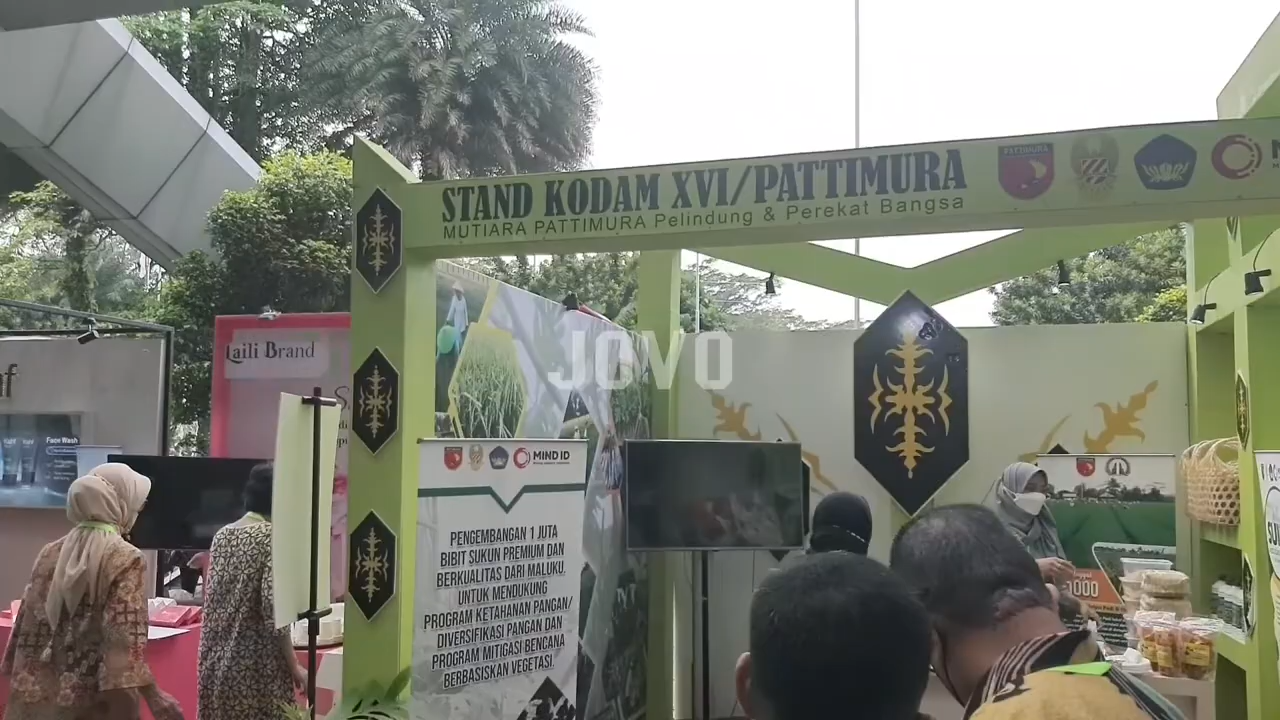 STAND KODAM XVI/PATTIMURA
MUTIARA PATTIMURA Pelindung & Perekat Bangsa
PATTIMURA
Laili Brand
JOVO
Face Wash
MIND ID
PENGEMBANGAN 1 JUTA
BIBIT SUKUN PREMIUM DAN
BERKUALITAS DARI MALUKU,
UNTUK MENDUKUNG
PROGRAM KETAHANAN PANGAN/
DIVERSIFIKASI PANGAN DAN
PROGRAM MITIGASI BENCANA
BERBASISKAN VEGETASI.
1000